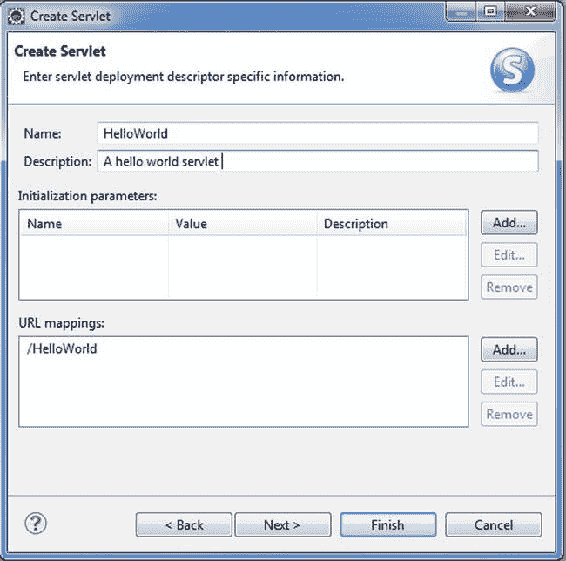 Create Servlet
Create Servlet
Enter servlet deployment descriptor specific information.
S
Name: HelloWorld
Description: A hello world servlet
Initialization parameters:
Name Value Description
Add...
Edit...
Remove
URL mappings:
/HelloWorld
Add...
Edit...
Remove
?
< Back Next > Finish Cancel